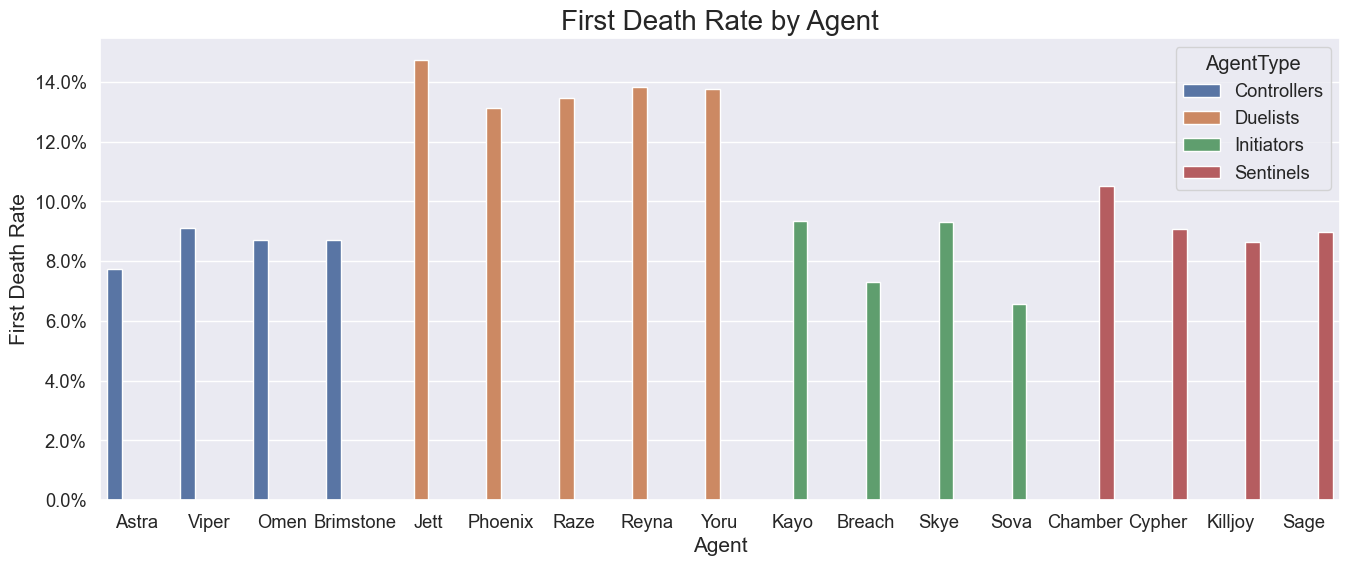 First Death Rate by Agent
AgentType
Controllers
Duelists
Initiators
Sentinels
First Death Rate
14.0%
12.0%
10.0%
8.0%
6.0%
4.0%
2.0%
0.0%
Astra Viper Omen Brimstone Jett Phoenix Raze Reyna Yoru Kayo Breach Skye Sova Chamber Cypher Killjoy Sage
Agent